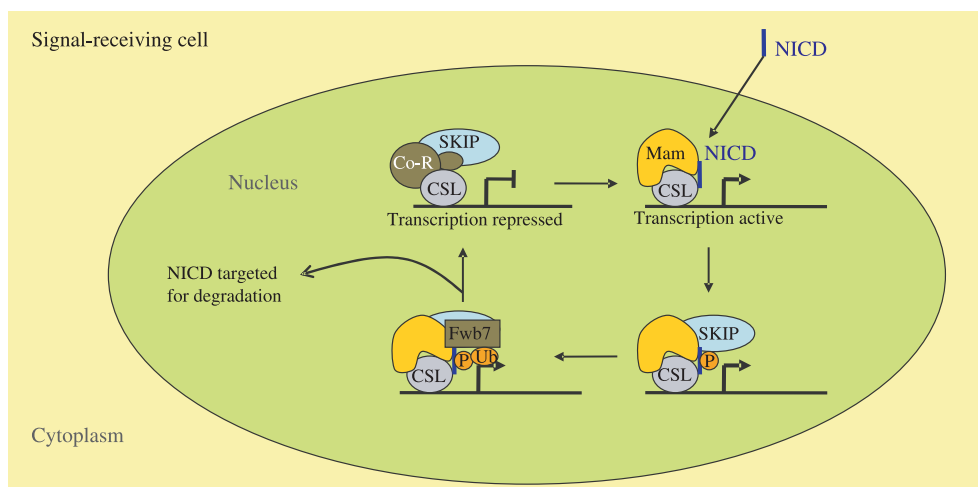 Signal-receiving cell
NICD
SKIP
Co-R
CSL
Nucleus
Transcription repressed
Mam
NICD
CSL
Transcription active
NICD targeted
for degradation
Fwb7
P
Ub
CSL
SKIP
P
CSL
Cytoplasm